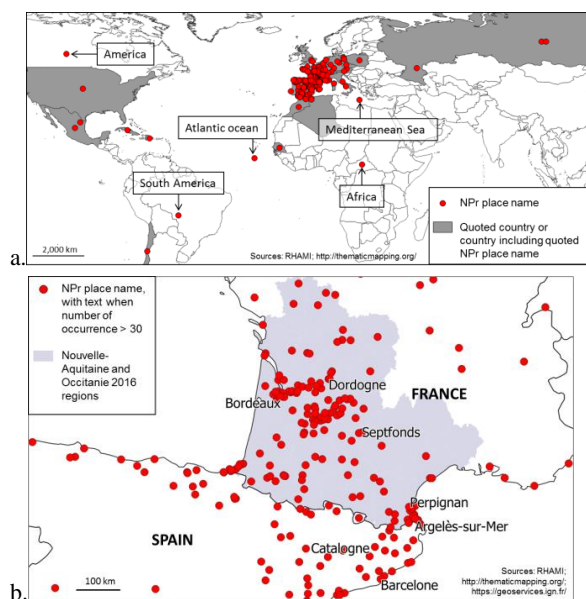 America
Atlantic ocean
Mediterranean Sea
South America
Africa
NPr place name
Quoted country or
country including quoted
NPr place name
2,000 km
Sources: RHAMI; http://thematicmapping.org/
a.
NPr place name,
with text when
number of
occurrence > 30
Nouvelle-
Aquitaine and
Occitanie 2016
regions
Dordogne
FRANCE
Bordeaux
Septfonds
Perpignan
Argelès-sur-Mer
SPAIN
Catalogne
Barcelone
100 km
Sources: RHAMI;
http://thematicmapping.org/;
https://geoservices.ign.fr/
b.